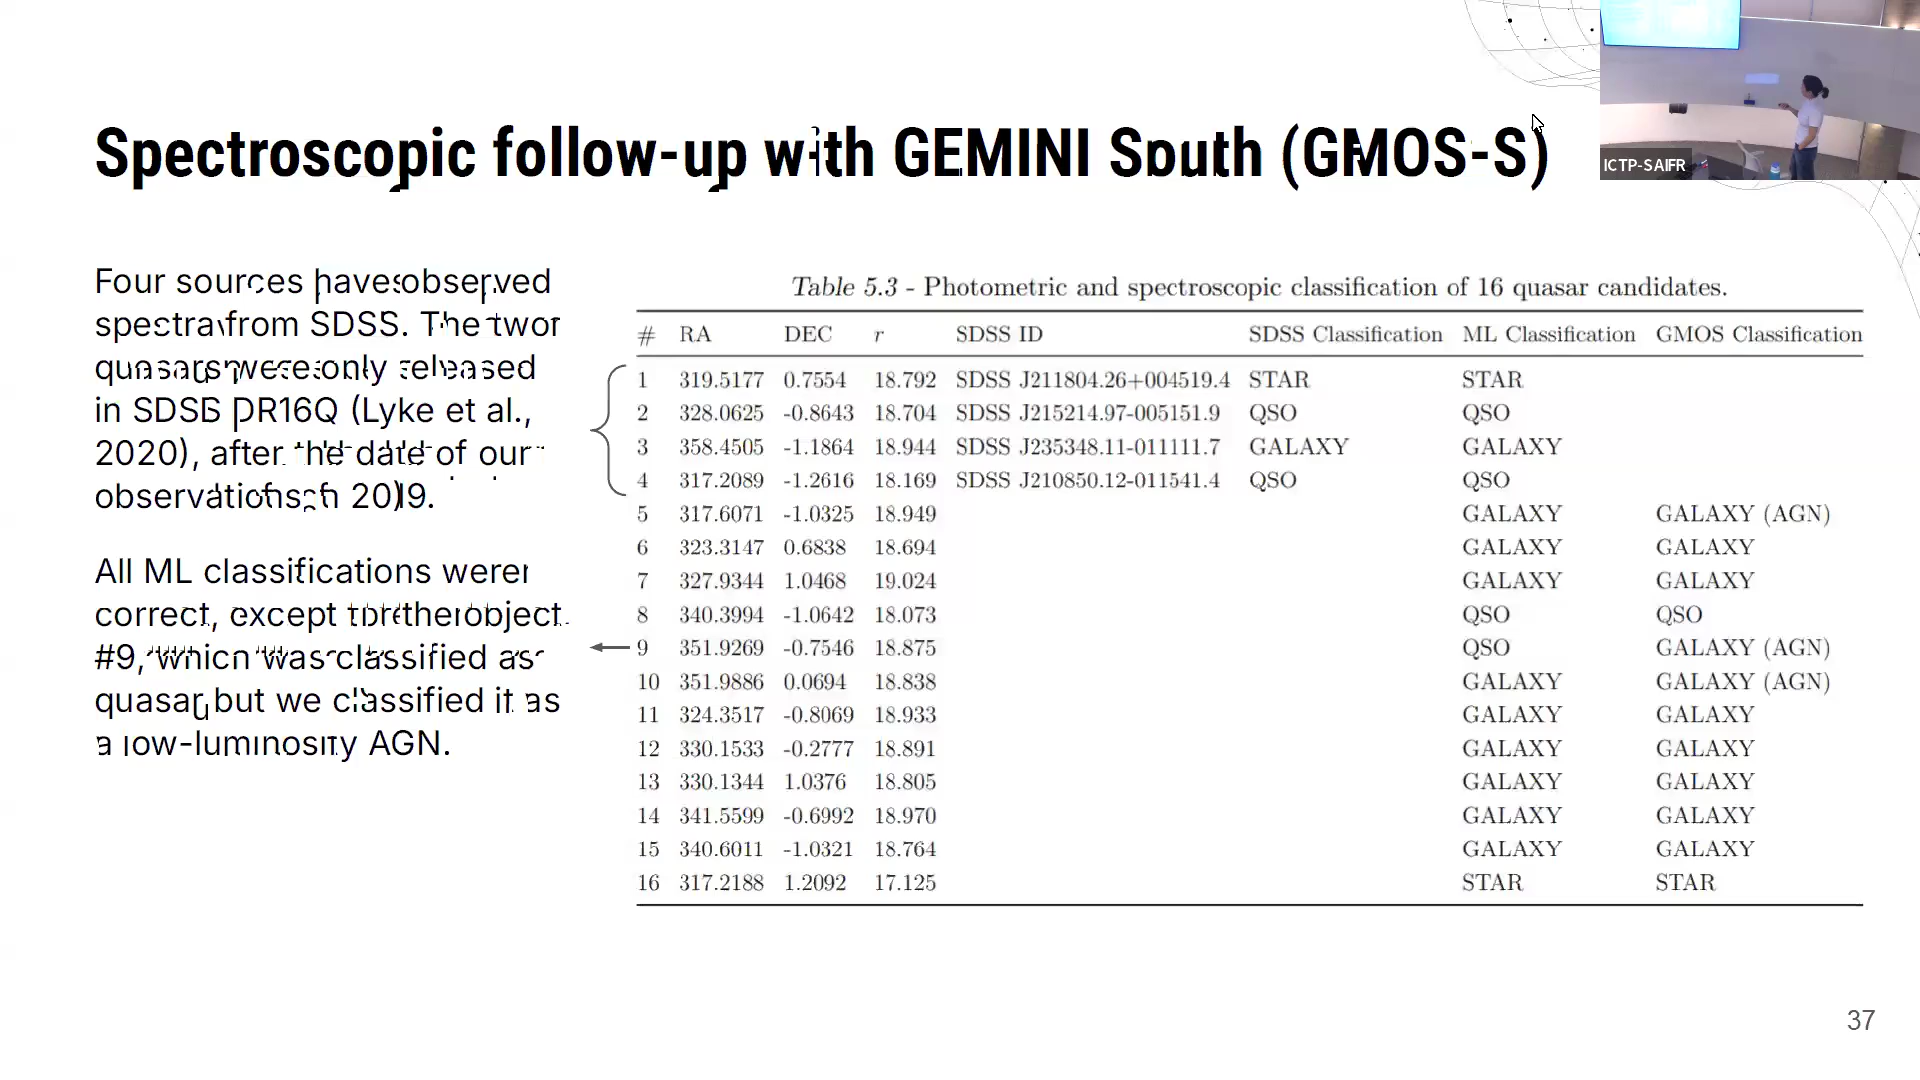 Spectroscopic follow-up with GEMINI South (GMOS-S)
ICTP-SAIFR
Four sources have observed
spectra from SDSS. The two
quasars were only released
in SDSS DR16Q (Lyke et al.,
2020), after the date of our
observations in 2019.
All ML classifications were
correct, except for the object
#9, which was classified as
quasar but we classified it as
a low-luminosity AGN.
Table 5.3 - Photometric and spectroscopic classification of 16 quasar candidates.
# RA DEC r SDSS ID SDSS Classification ML Classification GMOS Classification
1 319.5177 0.7554 18.792 SDSS J211804.26+004519.4 STAR STAR
2 328.0625 -0.8643 18.704 SDSS J215214.97-005151.9 QSO QSO
3 358.4505 -1.1864 18.944 SDSS J235348.11-011111.7 GALAXY GALAXY
4 317.2089 -1.2616 18.169 SDSS J210850.12-011541.4 QSO QSO
5 317.6071 -1.0325 18.949 GALAXY GALAXY (AGN)
6 323.3147 0.6838 18.694 GALAXY GALAXY
7 327.9344 1.0468 19.024 GALAXY GALAXY
8 340.3994 -1.0642 18.073 QSO QSO
9 351.9269 -0.7546 18.875 QSO GALAXY (AGN)
10 351.9886 0.0694 18.838 GALAXY GALAXY (AGN)
11 324.3517 -0.8069 18.933 GALAXY GALAXY
12 330.1533 -0.2777 18.891 GALAXY GALAXY
13 330.1344 1.0376 18.805 GALAXY GALAXY
14 341.5599 -0.6992 18.970 GALAXY GALAXY
15 340.6011 -1.0321 18.764 GALAXY GALAXY
16 317.2188 1.2092 17.125 STAR STAR
37